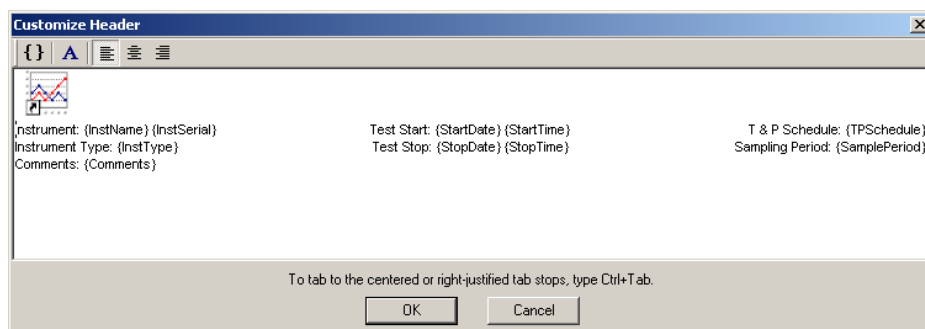 Customize Header
{} A
Instrument: {InstName} {InstSerial} Test Start: {StartDate} {StartTime} T & P Schedule: {TPSchedule}
Instrument Type: {InstType} Test Stop: {StopDate} {StopTime} Sampling Period: {SamplePeriod}
Comments: {Comments}
To tab to the centered or right-justified tab stops, type Ctrl+Tab.
OK Cancel